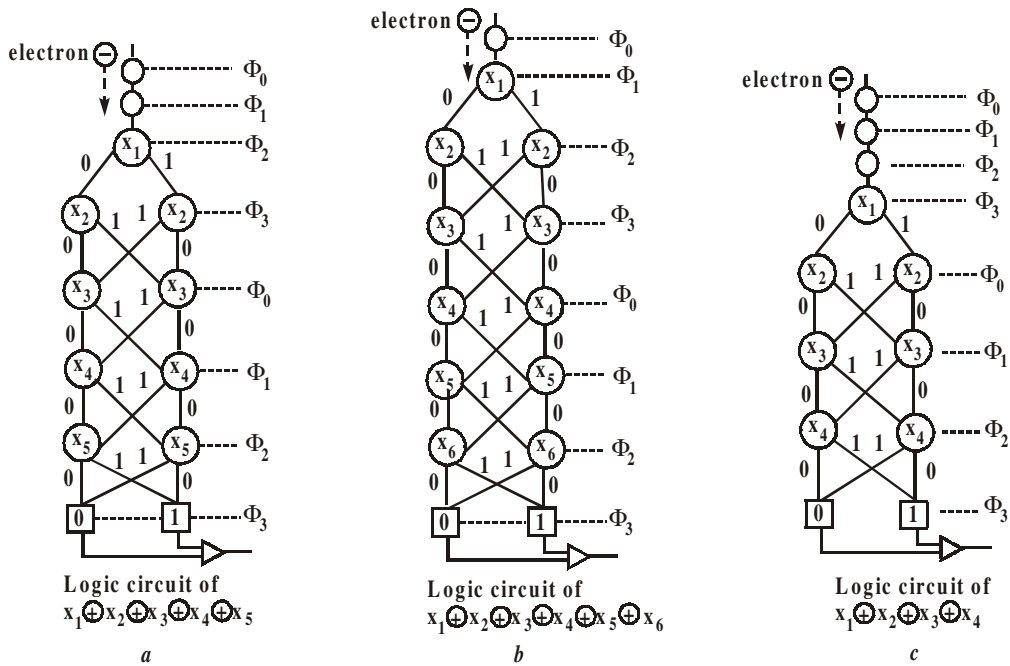 electron Φ0
Φ1
x1 Φ2
0 1
x2 1 1 x2 Φ3
0 0
x3 x3 Φ0
1 1
0 0
x4 x4 Φ1
1 1
0 0
x5 x5 Φ2
1 1
0 0
0 1 Φ3
Logic circuit of
x1⊕x2⊕x3⊕x4⊕x5
a
electron Φ0
x1 Φ1
0 1
x2 1 1 x2 Φ2
0 0
x3 x3 Φ3
1 1
0 0
x4 x4 Φ0
1 1
0 0
x5 x5 Φ1
1 1
0 0
x6 x6 Φ2
1 1
0 0
0 1 Φ3
Logic circuit of
x1⊕x2⊕x3⊕x4⊕x5⊕x6
b
electron Φ0
Φ1
Φ2
x1 Φ3
0 1
x2 1 1 x2 Φ0
0 0
x3 x3 Φ1
1 1
0 0
x4 x4 Φ2
1 1
0 0
0 1 Φ3
Logic circuit of
x1⊕x2⊕x3⊕x4
c